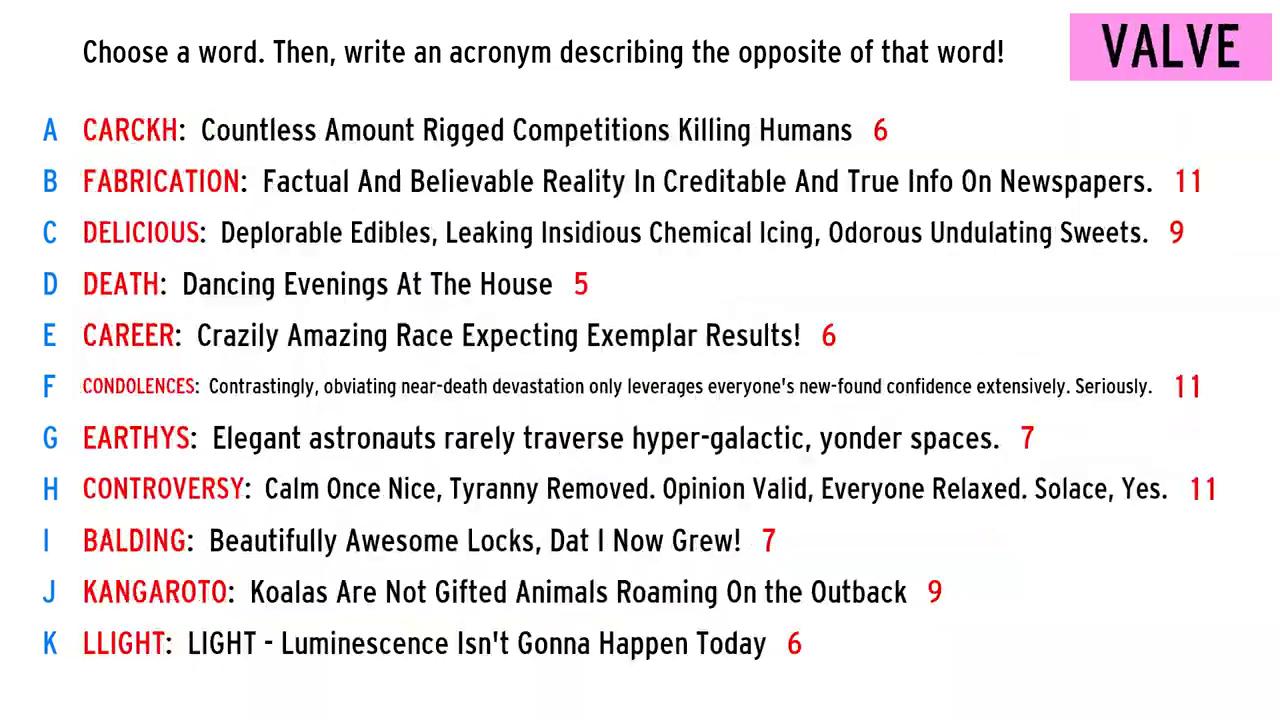 Choose a word. Then, write an acronym describing the opposite of that word!
VALVE
A CARCKH: Countless Amount Rigged Competitions Killing Humans 6
B FABRICATION: Factual And Believable Reality In Creditable And True Info On Newspapers. 11
C DELICIOUS: Deplorable Edibles, Leaking Insidious Chemical Icing, Odorous Undulating Sweets. 9
D DEATH: Dancing Evenings At The House 5
E CAREER: Crazily Amazing Race Expecting Exemplar Results! 6
F CONDOLENCES: Contrastingly, obviating near-death devastation only leverages everyone's new-found confidence extensively. Seriously. 11
G EARTHYS: Elegant astronauts rarely traverse hyper-galactic, yonder spaces. 7
H CONTROVERSY: Calm Once Nice, Tyranny Removed. Opinion Valid, Everyone Relaxed. Solace, Yes. 11
I BALDING: Beautifully Awesome Locks, Dat I Now Grew! 7
J KANGAROTO: Koalas Are Not Gifted Animals Roaming On the Outback 9
K LLIGHT: LIGHT - Luminescence Isn't Gonna Happen Today 6